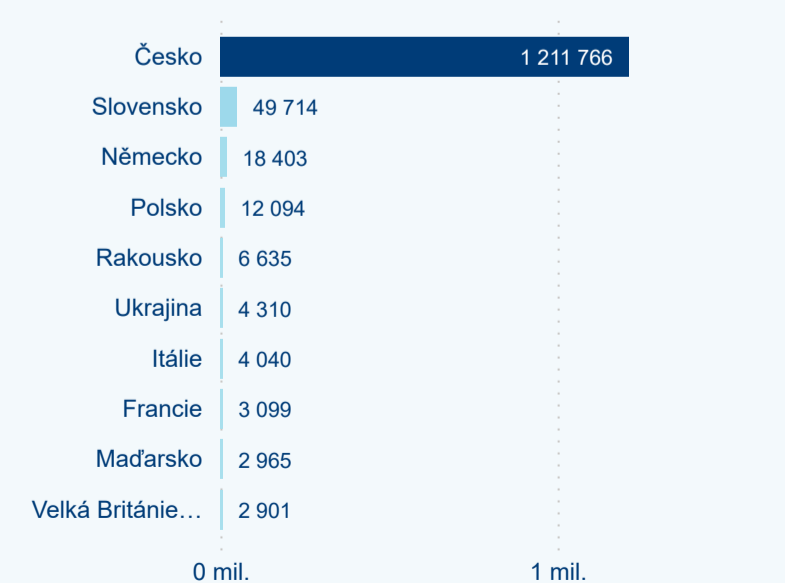 Česko 1 211 766
Slovensko 49 714
Německo 18 403
Polsko 12 094
Rakousko 6 635
Ukrajina 4 310
Itálie 4 040
Francie 3 099
Maďarsko 2 965
Velká Británie… 2 901
0 mil. 1 mil.